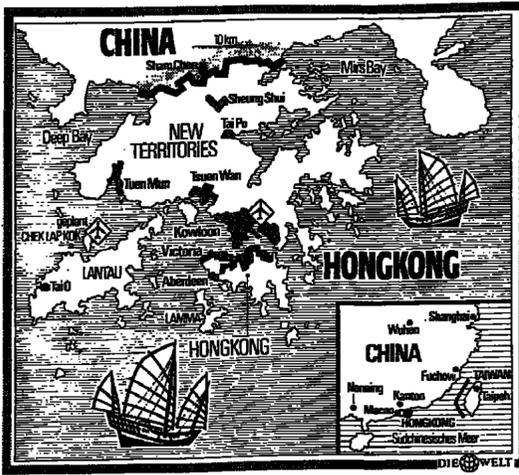 CHINA
10 km
Sham Chun
Mirs Bay
Sheung Shui
Deep Bay
NEW
TERRITORIES
Tai Po
Tuen Mun
Tsuen Wan
geplant
CHEK LAP KOK
Kowloon
Victoria
HONGKONG
LANTAU
Aberdeen
Tai O
LAMMA
HONGKONG
Shanghai
Wuhan
CHINA
Fuchow
TAIWAN
Nanning
Kanton
Taipeh
Macao
HONGKONG
Südchinesisches Meer
DIE WELT